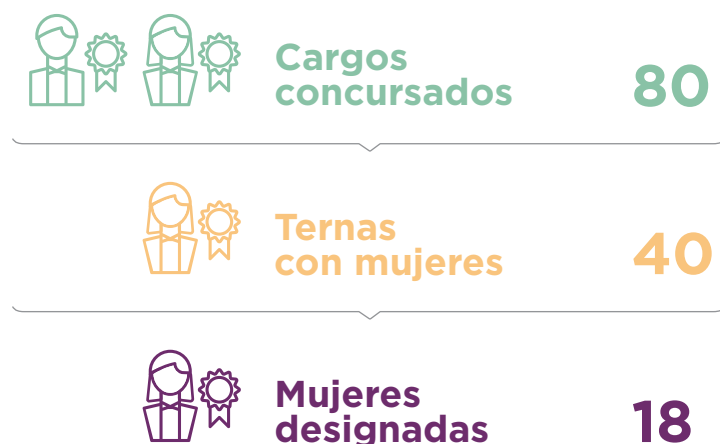 Cargos
concursados 80
Ternas
con mujeres 40
Mujeres
designadas 18